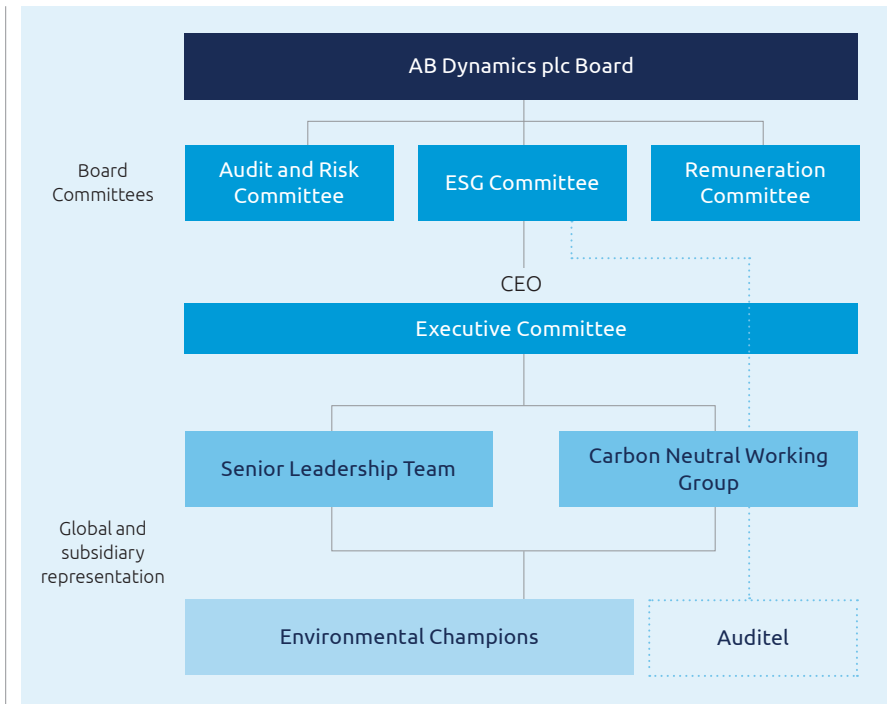 AB Dynamics plc Board
Board
Committees
Audit and Risk
Committee
ESG Committee
Remuneration
Committee
CEO
Executive Committee
Senior Leadership Team
Carbon Neutral Working
Group
Global and
subsidiary
representation
Environmental Champions
Auditel